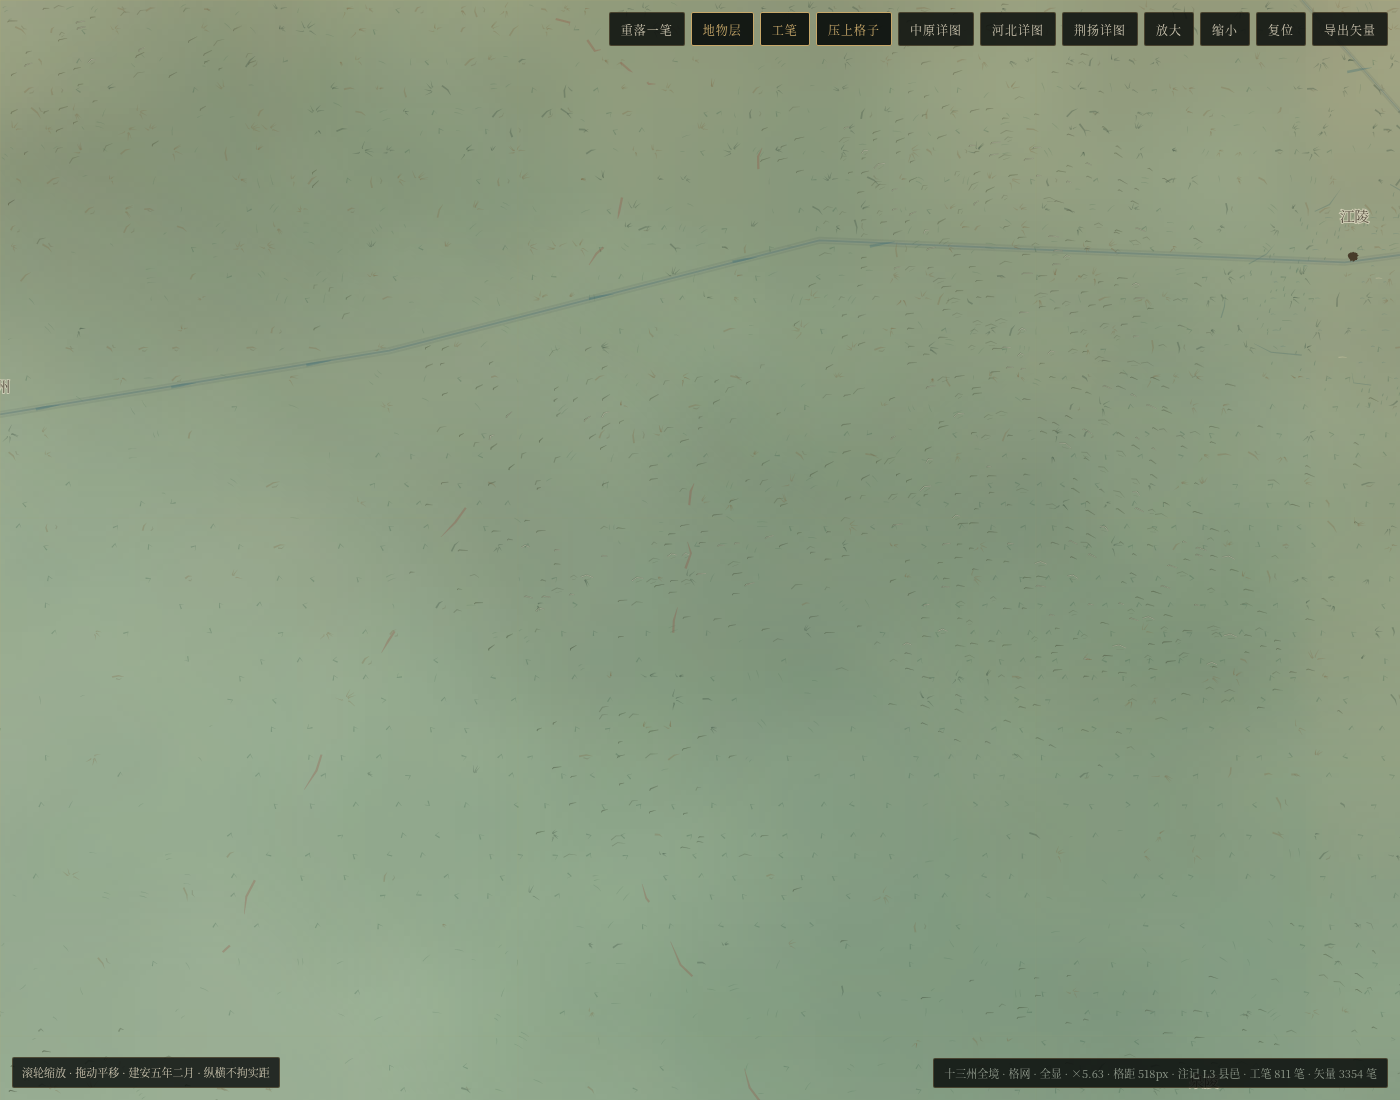 重落一笔 地物层 工笔 压上格子 中原详图 河北详图 荆扬详图 放大 缩小 复位 导出矢量
江陵
州
滚轮缩放 · 拖动平移 · 建安五年二月 · 纵横不拘实距
十三州全境 · 格网 · 全显 · ×5.63 · 格距 518px · 注记 L3 县邑 · 工笔 811 笔 · 矢量 3354 笔